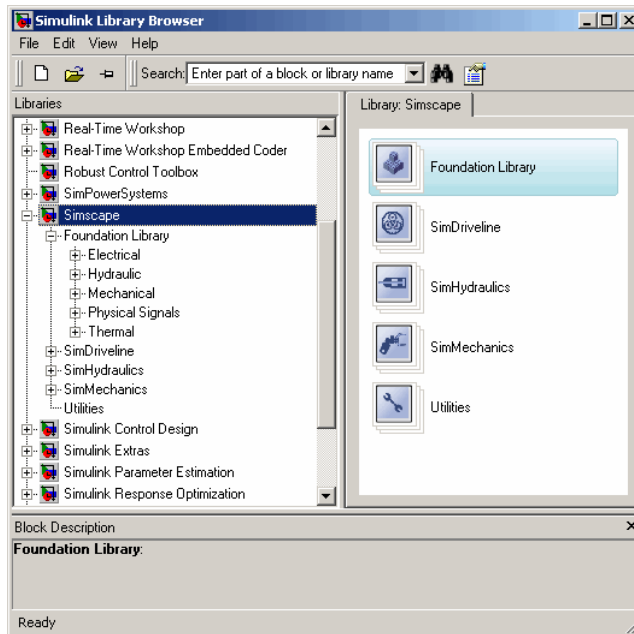 Simulink Library Browser
File Edit View Help
Search: Enter part of a block or library name
Libraries
Real-Time Workshop
Real-Time Workshop Embedded Coder
Robust Control Toolbox
SimPowerSystems
Simscape
Foundation Library
Electrical
Hydraulic
Mechanical
Physical Signals
Thermal
SimDriveline
SimHydraulics
SimMechanics
Utilities
Simulink Control Design
Simulink Extras
Simulink Parameter Estimation
Simulink Response Optimization
Library: Simscape
Foundation Library
SimDriveline
SimHydraulics
SimMechanics
Utilities
Block Description
Foundation Library:
Ready